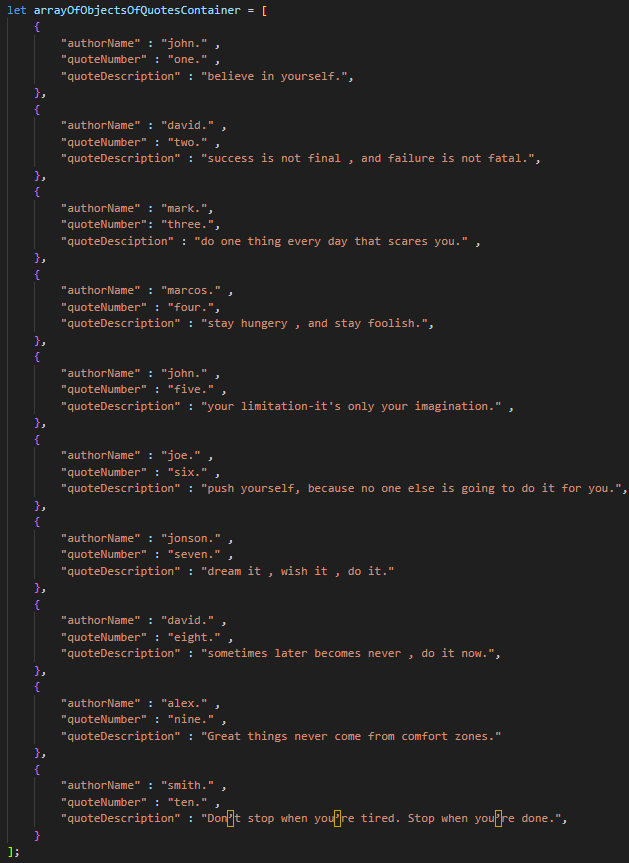 let arrayOfObjectsOfQuotesContainer = [
    {
        "authorName" : "john." ,
        "quoteNumber" : "one." ,
        "quoteDescription" : "believe in yourself.",
    },
    {
        "authorName" : "david." ,
        "quoteNumber" : "two." ,
        "quoteDescription" : "success is not final , and failure is not fatal.",
    },
    {
        "authorName" : "mark.",
        "quoteNumber": "three.",
        "quoteDesciption" : "do one thing every day that scares you." ,
    },
    {
        "authorName" : "marcos." ,
        "quoteNumber" : "four.",
        "quoteDescription" : "stay hungery , and stay foolish.",
    },
    {
        "authorName" : "john." ,
        "quoteNumber" : "five." ,
        "quoteDescription" : "your limitation-it's only your imagination." ,
    },
    {
        "authorName" : "joe." ,
        "quoteNumber" : "six." ,
        "quoteDescription" : "push yourself, because no one else is going to do it for you.",
    },
    {
        "authorName" : "jonson." ,
        "quoteNumber" : "seven." ,
        "quoteDescription" : "dream it , wish it , do it."
    },
    {
        "authorName" : "david." ,
        "quoteNumber" : "eight." ,
        "quoteDescription" : "sometimes later becomes never , do it now.",
    },
    {
        "authorName" : "alex." ,
        "quoteNumber" : "nine." ,
        "quoteDescription" : "Great things never come from comfort zones."
    },
    {
        "authorName" : "smith." ,
        "quoteNumber" : "ten." ,
        "quoteDescription" : "Don’t stop when you’re tired. Stop when you’re done.",
    }
];